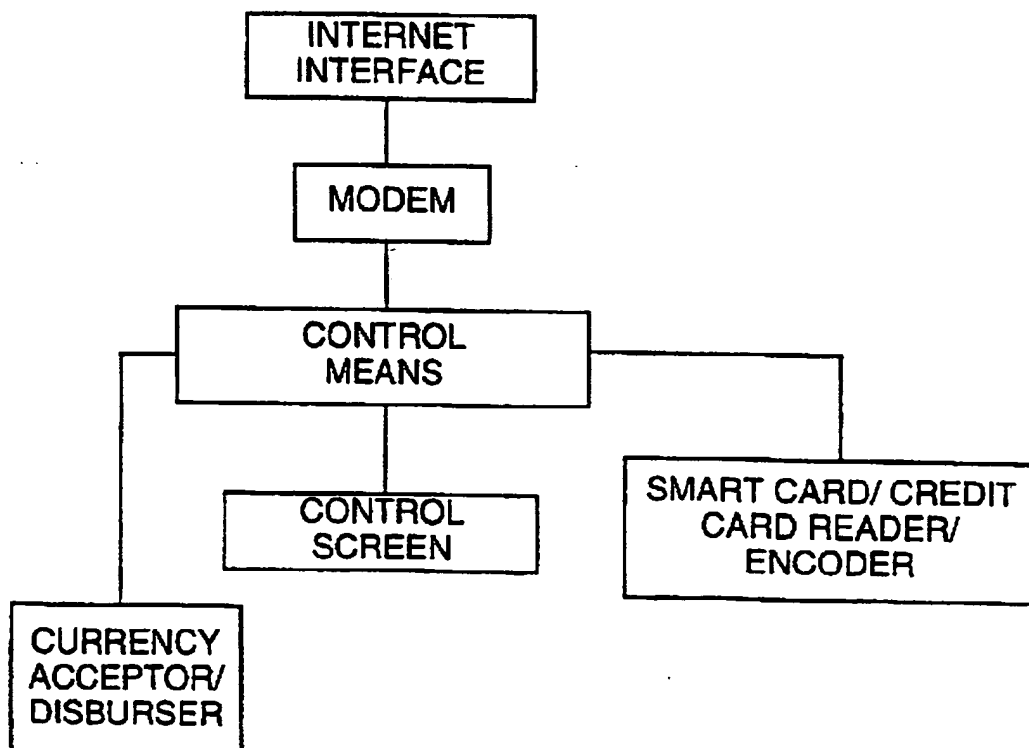 INTERNET
INTERFACE
MODEM
CONTROL
MEANS
CONTROL
SCREEN
SMART CARD/ CREDIT
CARD READER/
ENCODER
CURRENCY
ACCEPTOR/
DISBURSER